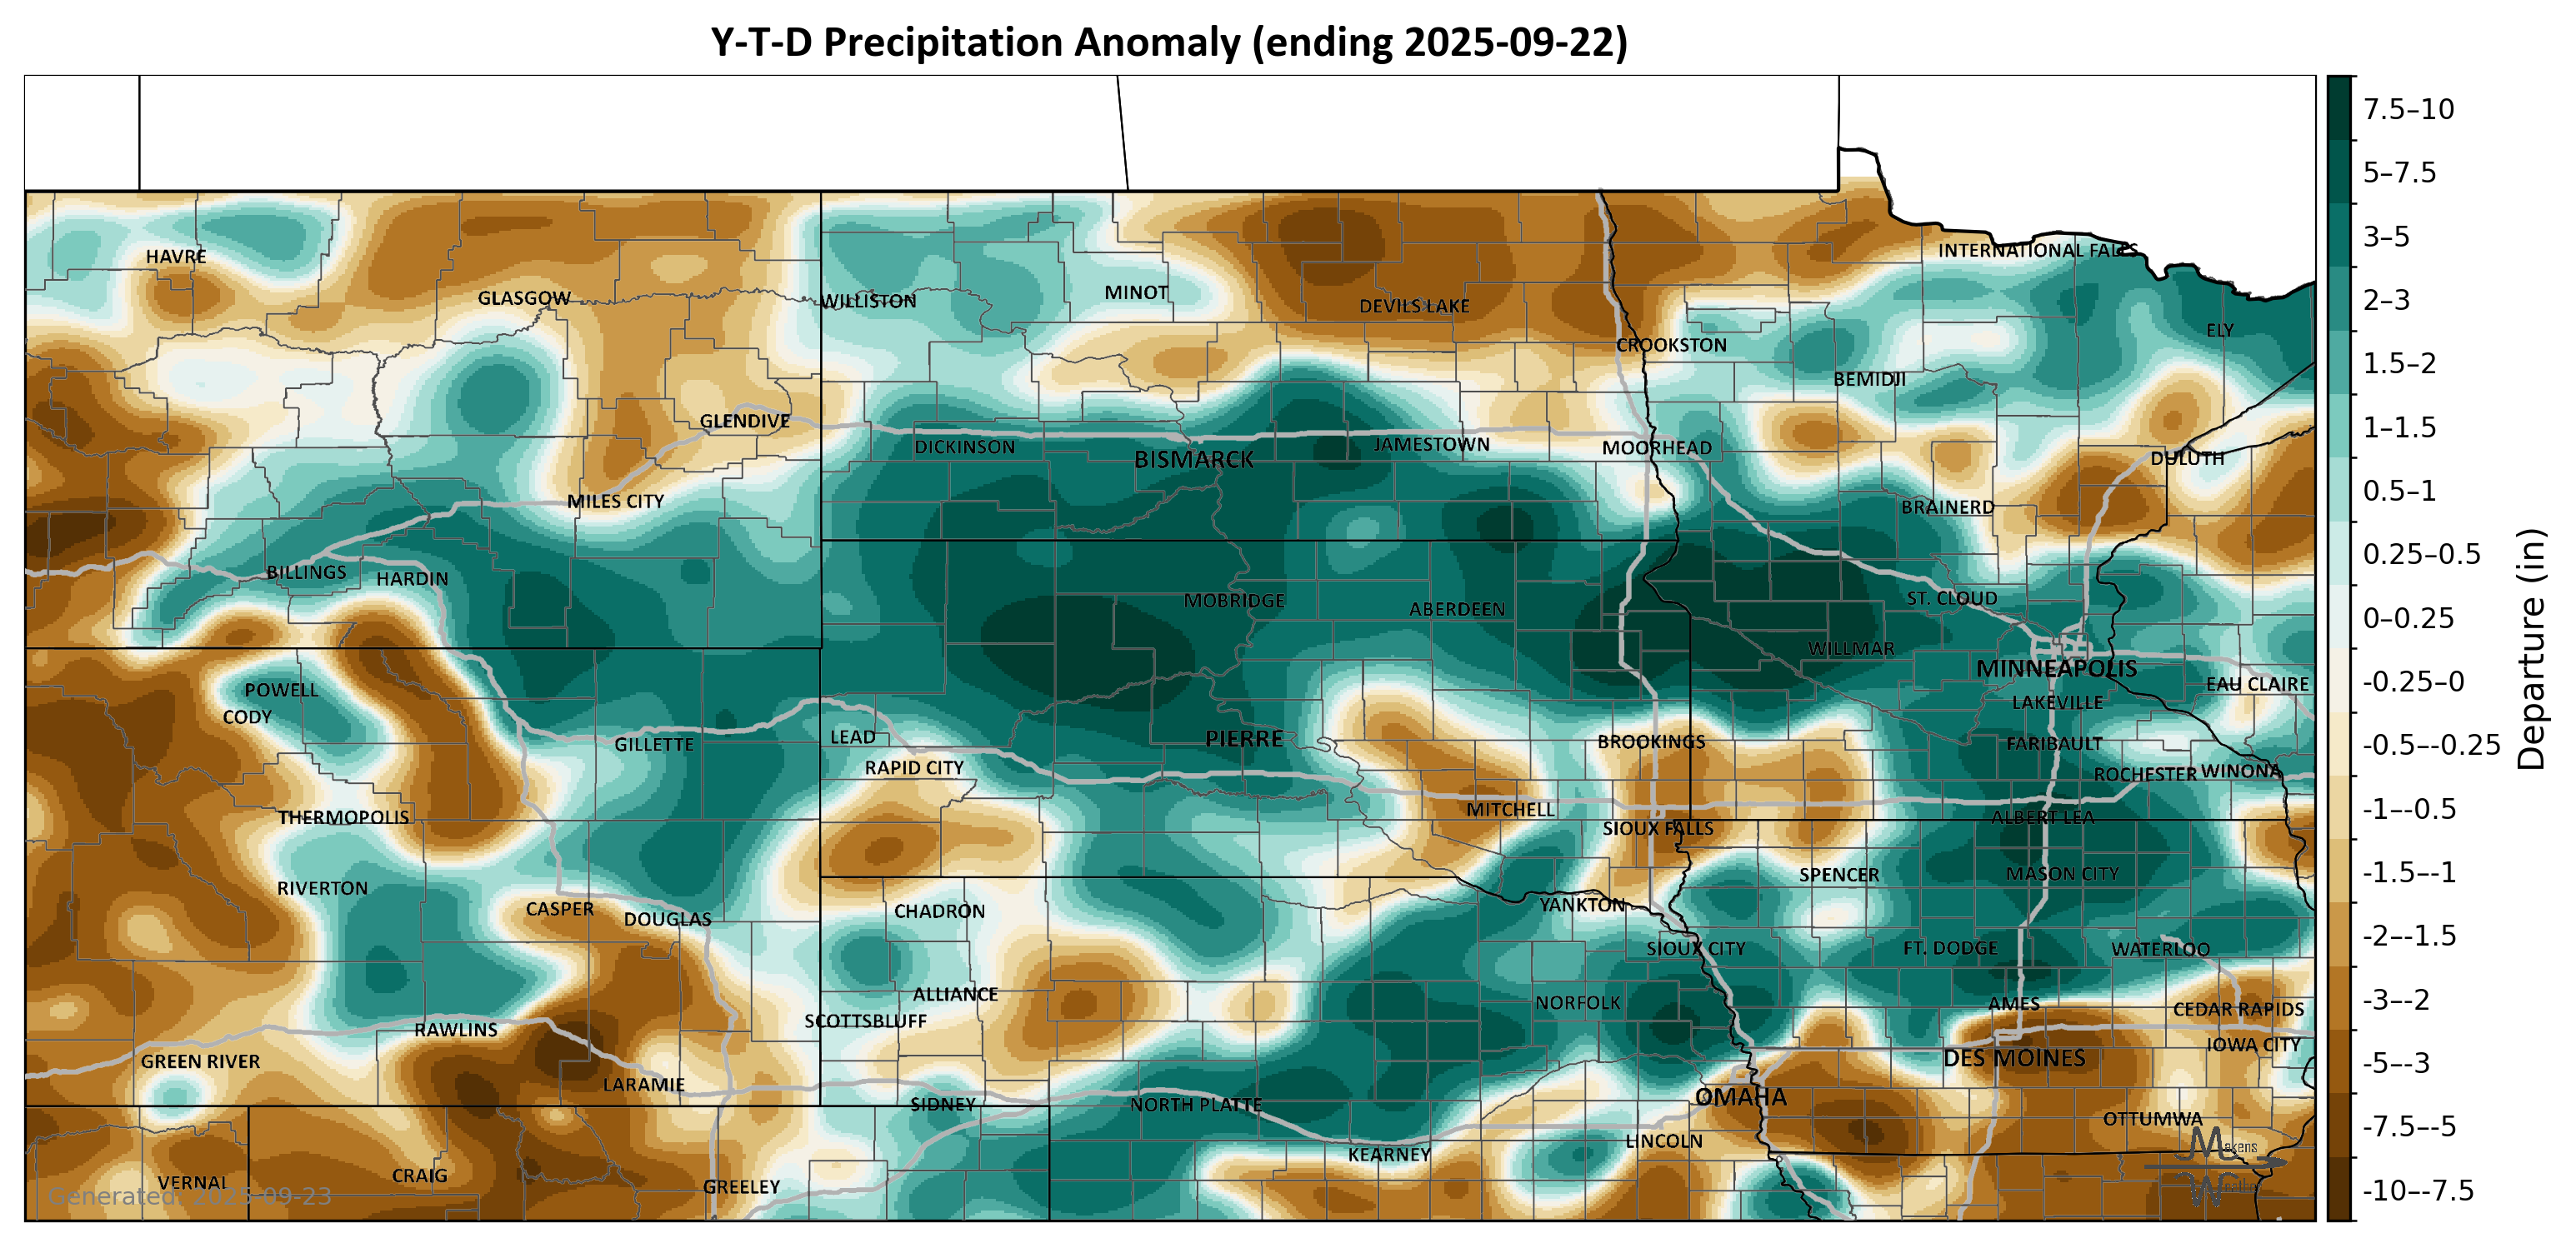 Y-T-D Precipitation Anomaly (ending 2025-09-22)
HAVRE
GLASGOW
WILLISTON
MINOT
DEVILS LAKE
CROOKSTON
INTERNATIONAL FALLS
ELY
BEMIDJI
GLENDIVE
DICKINSON
BISMARCK
JAMESTOWN
MOORHEAD
DULUTH
MILES CITY
BRAINERD
BILLINGS
HARDIN
MOBRIDGE
ABERDEEN
ST. CLOUD
WILLMAR
MINNEAPOLIS
EAU CLAIRE
LAKEVILLE
POWELL
CODY
GILLETTE
LEAD
PIERRE
BROOKINGS
FARIBAULT
RAPID CITY
ROCHESTER
WINONA
THERMOPOLIS
MITCHELL
SIOUX FALLS
ALBERT LEA
RIVERTON
SPENCER
MASON CITY
CASPER
DOUGLAS
CHADRON
YANKTON
SIOUX CITY
FT. DODGE
WATERLOO
ALLIANCE
NORFOLK
AMES
CEDAR RAPIDS
SCOTTSBLUFF
RAWLINS
IOWA CITY
GREEN RIVER
DES MOINES
LARAMIE
OMAHA
SIDNEY
NORTH PLATTE
OTTUMWA
LINCOLN
KEARNEY
VERNAL
CRAIG
GREELEY
Generated: 2025-09-23
Makens
Weather
7.5–10
5–7.5
3–5
2–3
1.5–2
1–1.5
0.5–1
0.25–0.5
0–0.25
-0.25–0
-0.5–-0.25
-1–-0.5
-1.5–-1
-2–-1.5
-3–-2
-5–-3
-7.5–-5
-10–-7.5
Departure (in)